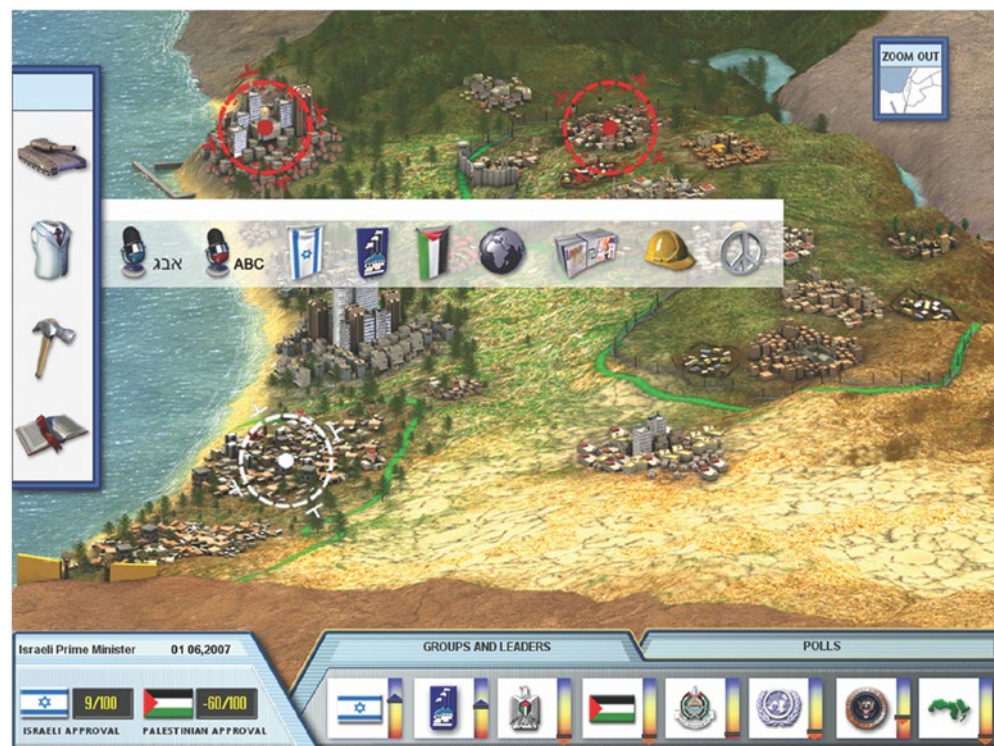 ZOOM OUT
אבג
ABC
Israeli Prime Minister 01 06,2007
GROUPS AND LEADERS
POLLS
9/100
-60/100
ISRAELI APPROVAL
PALESTINIAN APPROVAL